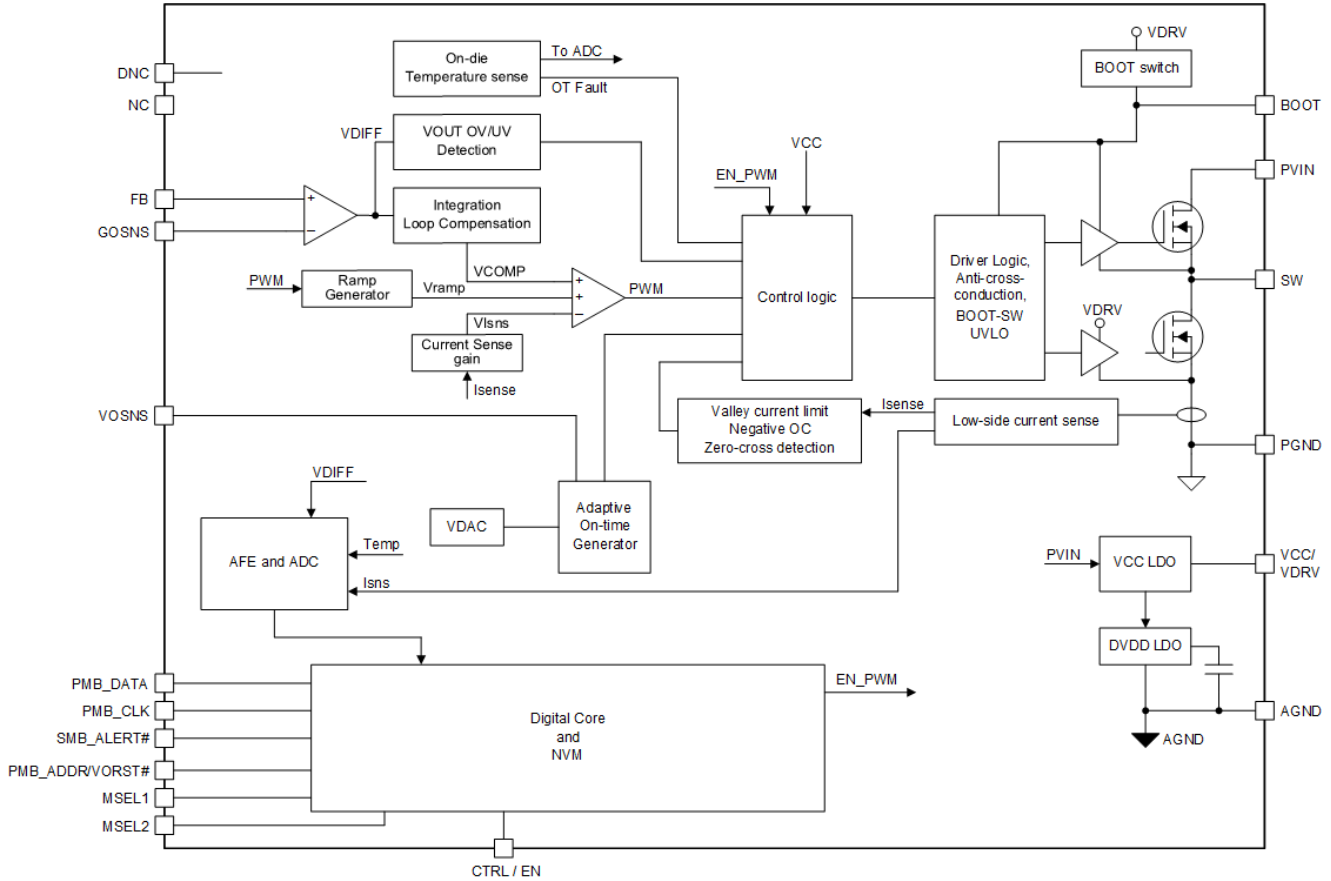 VDRV
BOOT switch
On-die
Temperature sense
To ADC
OT Fault
DNC
NC
BOOT
VDIFF
VOUT OV/UV
Detection
VCC
EN_PWM
PVIN
FB
GOSNS
+
−
Integration
Loop Compensation
VCOMP
PWM
Ramp
Generator
Vramp
+
+
−
PWM
VIsns
Current Sense
gain
Isense
Control logic
Driver Logic,
Anti-cross-
conduction,
BOOT-SW
UVLO
VDRV
SW
VOSNS
Valley current limit
Negative OC
Zero-cross detection
Isense
Low-side current sense
PGND
VDIFF
AFE and ADC
Temp
Isns
VDAC
Adaptive
On-time
Generator
PVIN
VCC LDO
VCC/
VDRV
DVDD LDO
AGND
AGND
PMB_DATA
PMB_CLK
SMB_ALERT#
PMB_ADDR/VORST#
MSEL1
MSEL2
Digital Core
and
NVM
EN_PWM
CTRL / EN